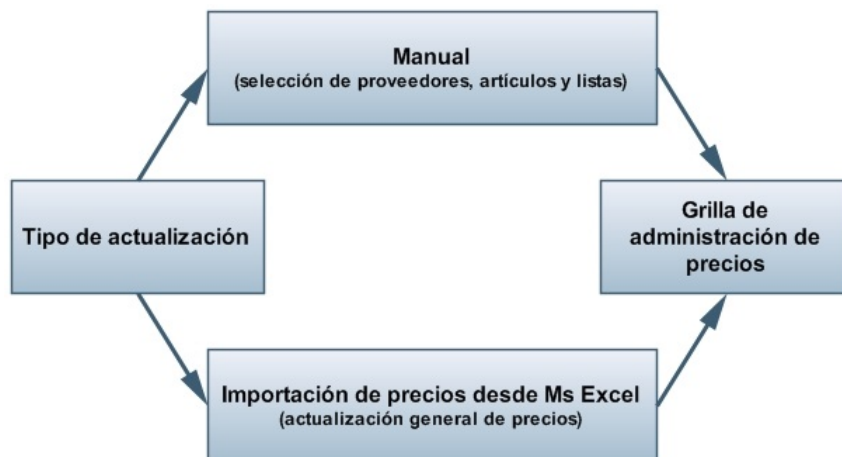 Manual
(selección de proveedores, artículos y listas)
Tipo de actualización
Grilla de
administración de
precios
Importación de precios desde Ms Excel
(actualización general de precios)